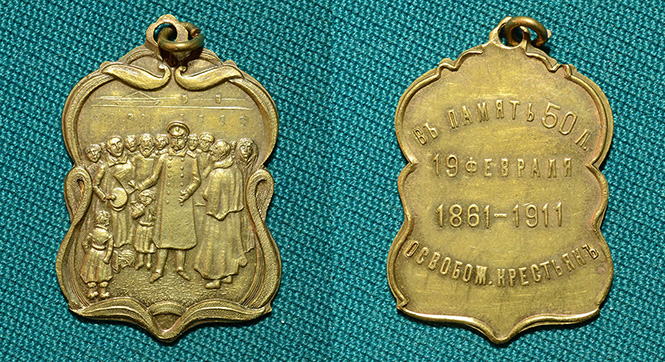 ВЪ ПАМЯТЬ 50 Л.
19 ФЕВРАЛЯ
1861-1911
ОСВОБОЖ. КРЕСТЬЯНЪ